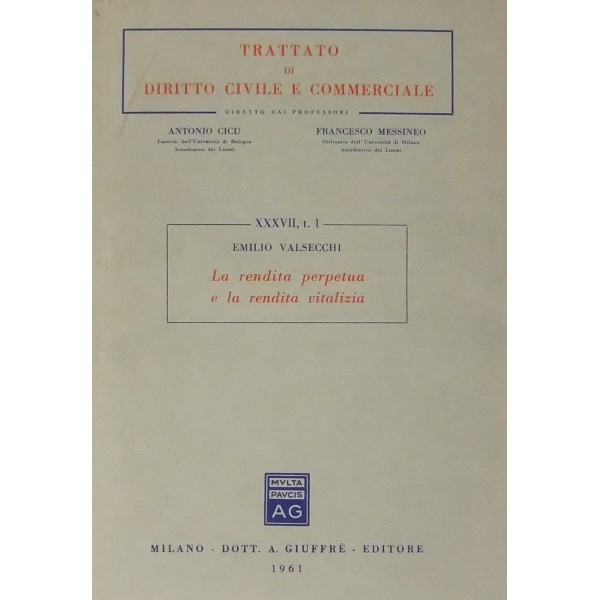 TRATTATO
DI
DIRITTO CIVILE E COMMERCIALE
DIRETTO DAI PROFESSORI
ANTONIO CICU
Emerito dell'Università di Bologna
Accademico dei Lincei
FRANCESCO MESSINEO
Ordinario dell'Università di Milano
Accademico dei Lincei
XXXVII, t. 1
EMILIO VALSECCHI
La rendita perpetua
e la rendita vitalizia
MVLTA
PAVCIS
AG
MILANO - DOTT. A. GIUFFRÈ - EDITORE
1961